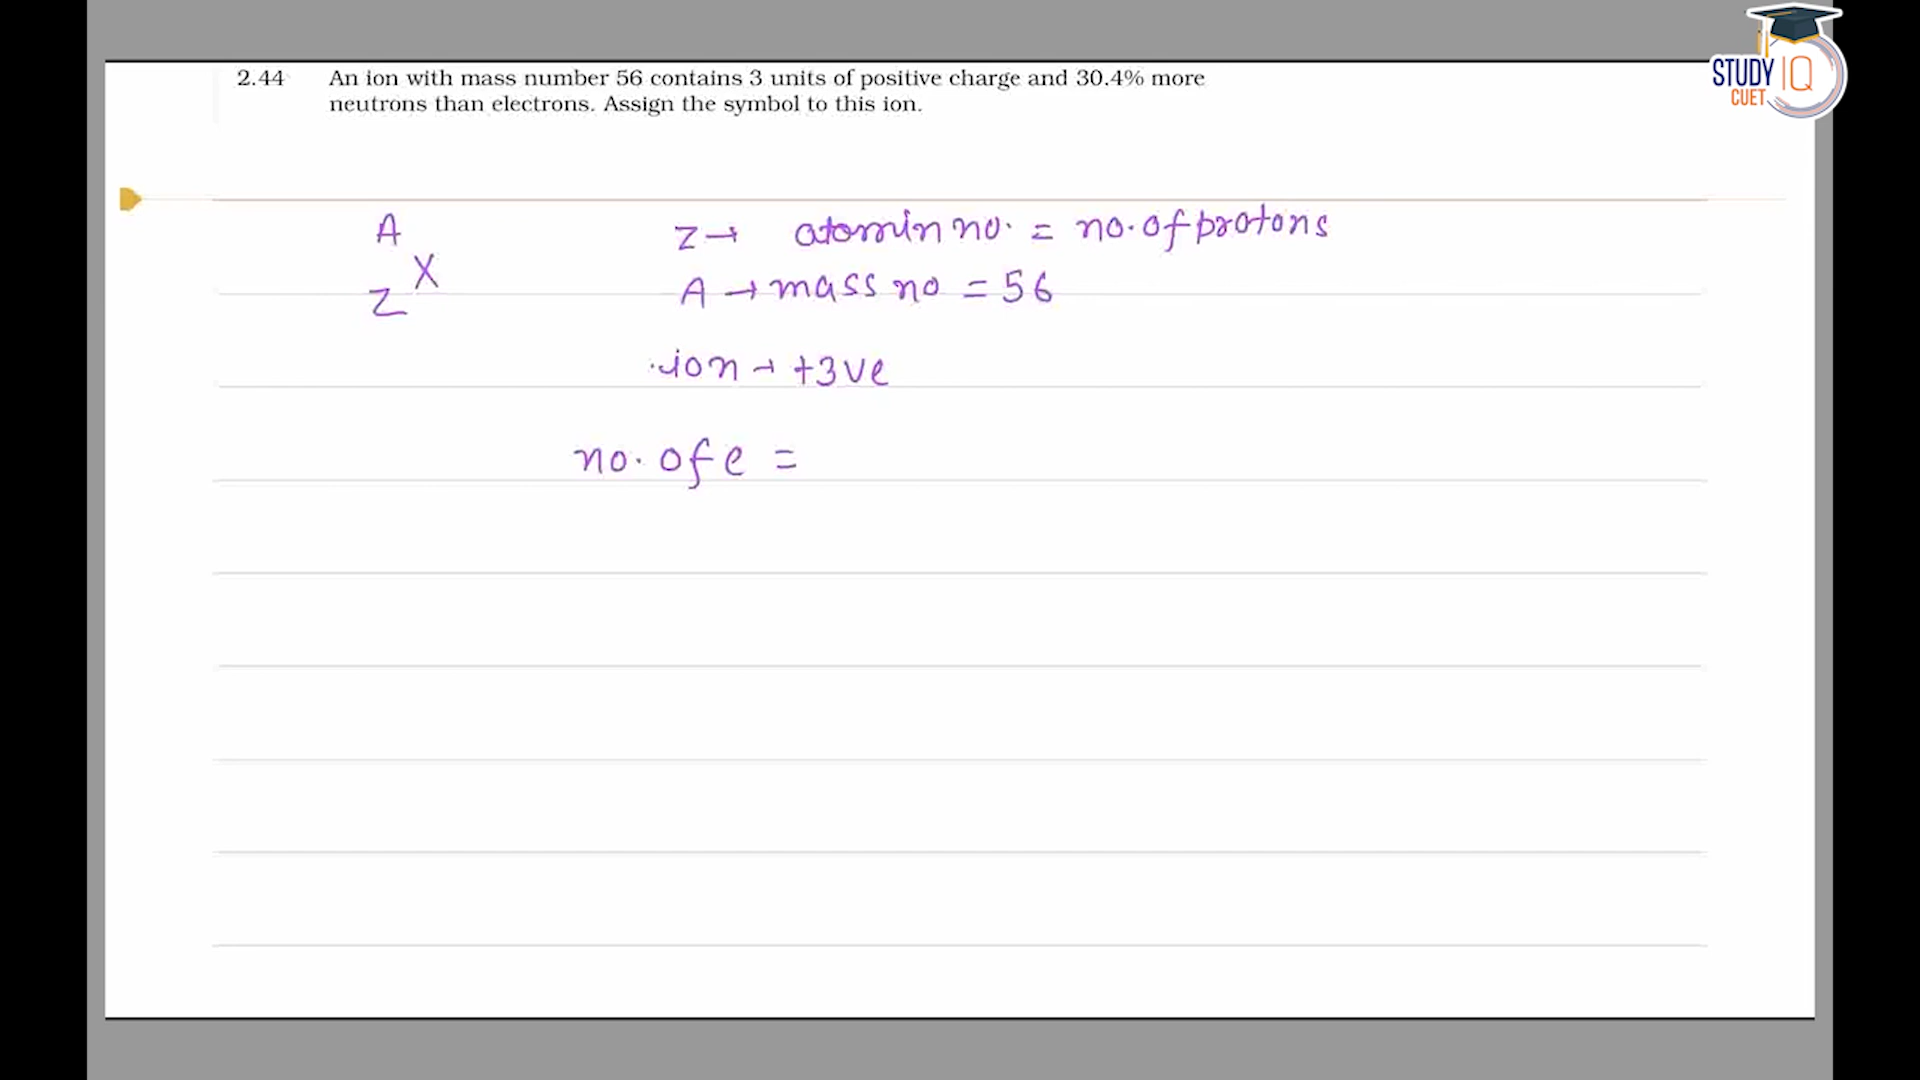 STUDY IQ
CUET
2.44 An ion with mass number 56 contains 3 units of positive charge and 30.4% more
neutrons than electrons. Assign the symbol to this ion.
A
X
Z
Z → atomin no. = no. of protons
A → mass no = 56
ion → +3ve
no. of e =